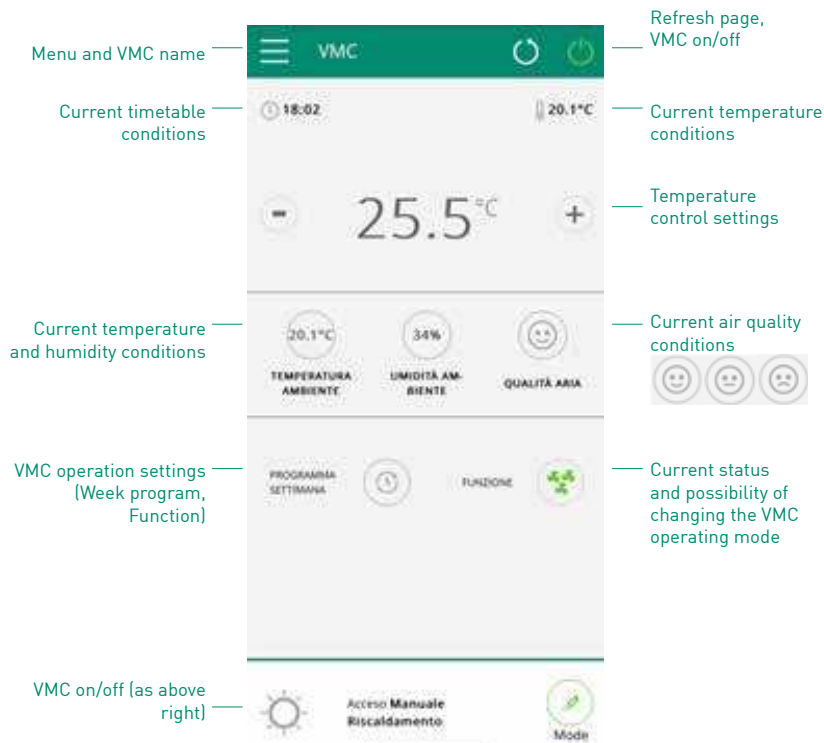 Menu and VMC name
VMC
Refresh page,
VMC on/off
Current timetable
conditions
18:02
20.1°C
Current temperature
conditions
-
25.5°C
+
Temperature
control settings
Current temperature
and humidity conditions
20.1°C
34%
TEMPERATURA
AMBIENTE
UMIDITÀ AM-
BIENTE
QUALITÀ ARIA
Current air quality
conditions
VMC operation settings
(Week program,
Function)
PROGRAMMA
SETTIMANA
FUNZIONE
Current status
and possibility of
changing the VMC
operating mode
VMC on/off (as above
right)
Acceso Manuale
Riscaldamento
Mode